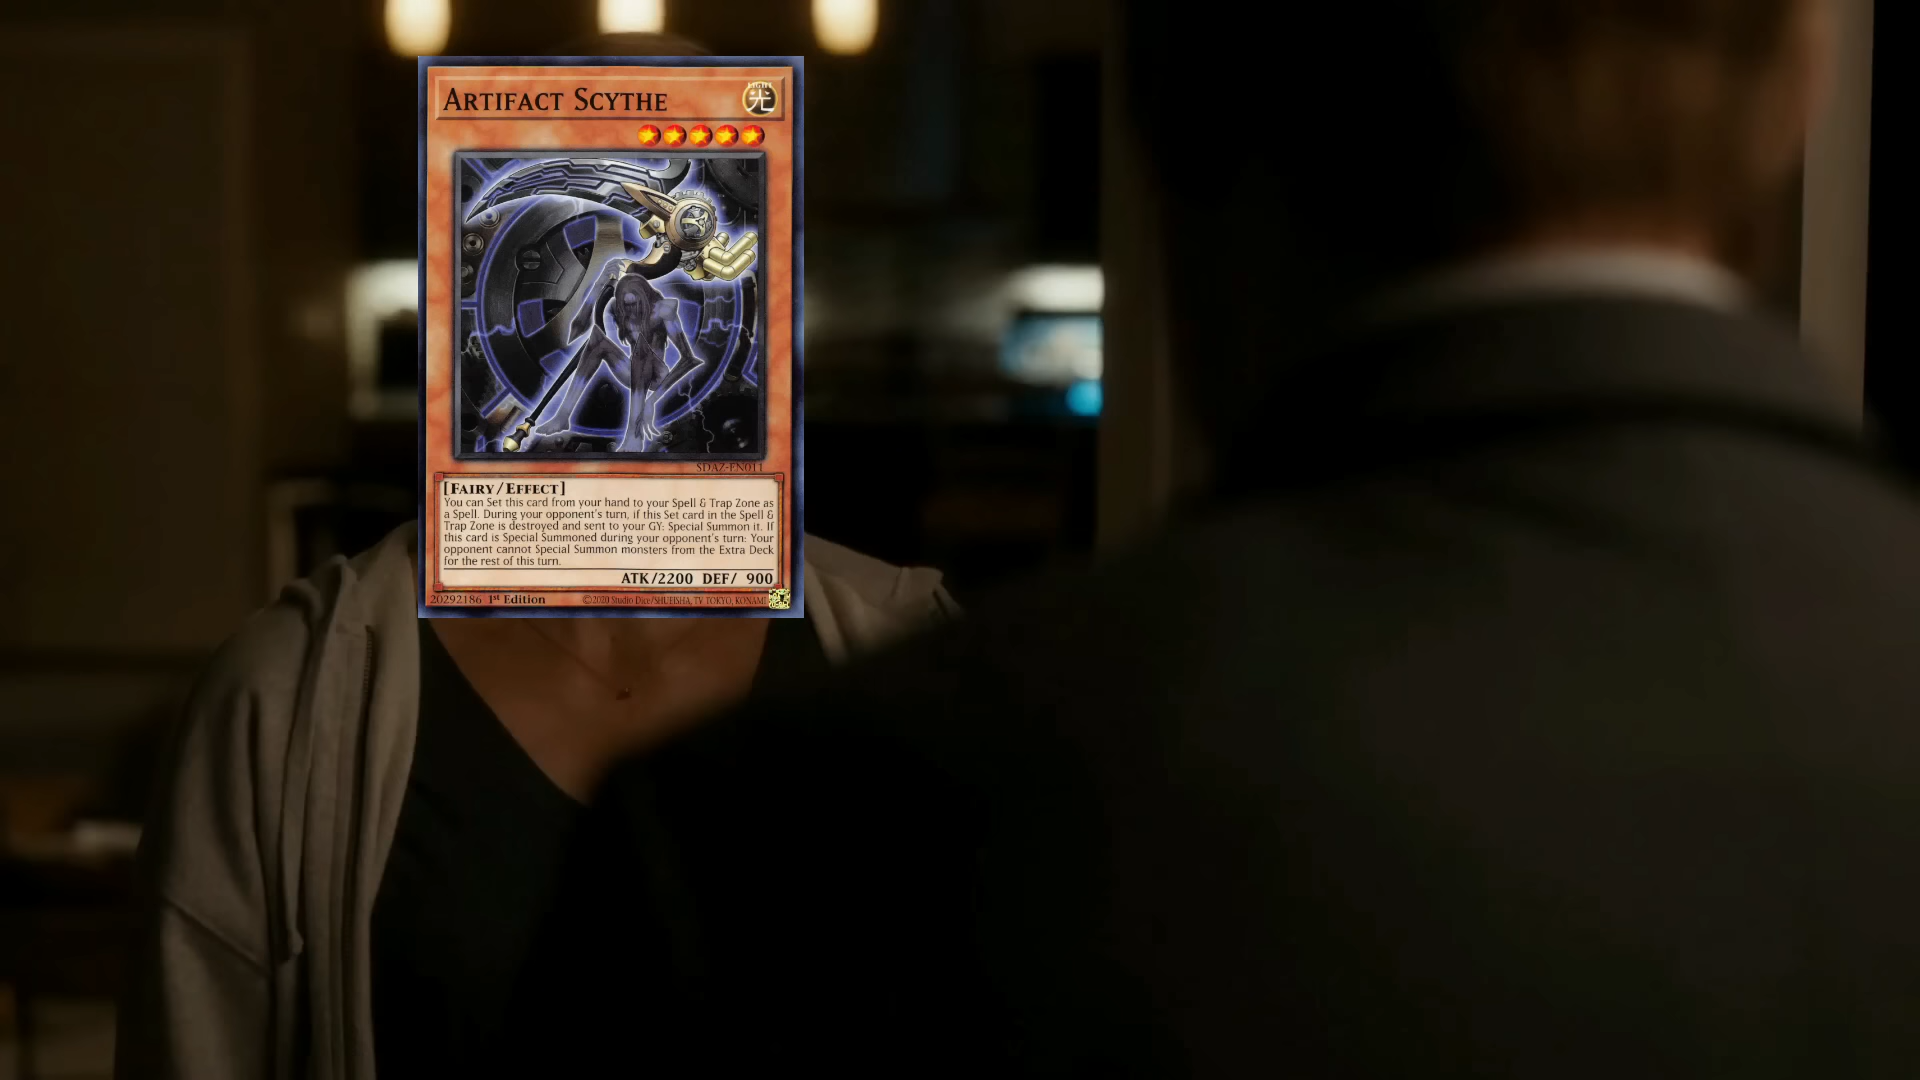 Artifact Scythe
LIGHT
光
SDAZ-EN011
[Fairy/Effect]
You can Set this card from your hand to your Spell & Trap Zone as
a Spell. During your opponent's turn, if this Set card in the Spell &
Trap Zone is destroyed and sent to your GY: Special Summon it. If
this card is Special Summoned during your opponent's turn: Your
opponent cannot Special Summon monsters from the Extra Deck
for the rest of this turn.
ATK/2200 DEF/ 900
20292186 1st Edition ©2020 Studio Dice/SHUEISHA, TV TOKYO, KONAMI